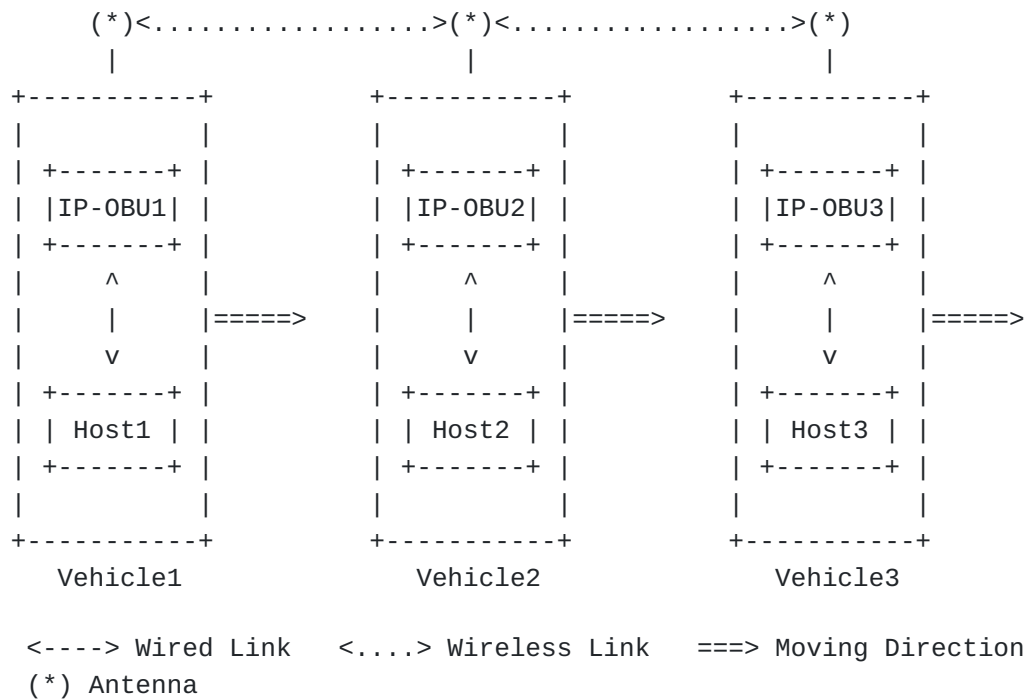 (*)<..................>(*)<..................>(*)
      |                      |                      |
+-----------+          +-----------+          +-----------+
|           |          |           |          |           |
| +-------+ |          | +-------+ |          | +-------+ |
| |IP-OBU1| |          | |IP-OBU2| |          | |IP-OBU3| |
| +-------+ |          | +-------+ |          | +-------+ |
|     ^     |          |     ^     |          |     ^     |
|     |     |=====>    |     |     |=====>    |     |     |=====>
|     v     |          |     v     |          |     v     |
| +-------+ |          | +-------+ |          | +-------+ |
| | Host1 | |          | | Host2 | |          | | Host3 | |
| +-------+ |          | +-------+ |          | +-------+ |
|           |          |           |          |           |
+-----------+          +-----------+          +-----------+
   Vehicle1               Vehicle2               Vehicle3

 <----> Wired Link   <....> Wireless Link   ===> Moving Direction
 (*) Antenna